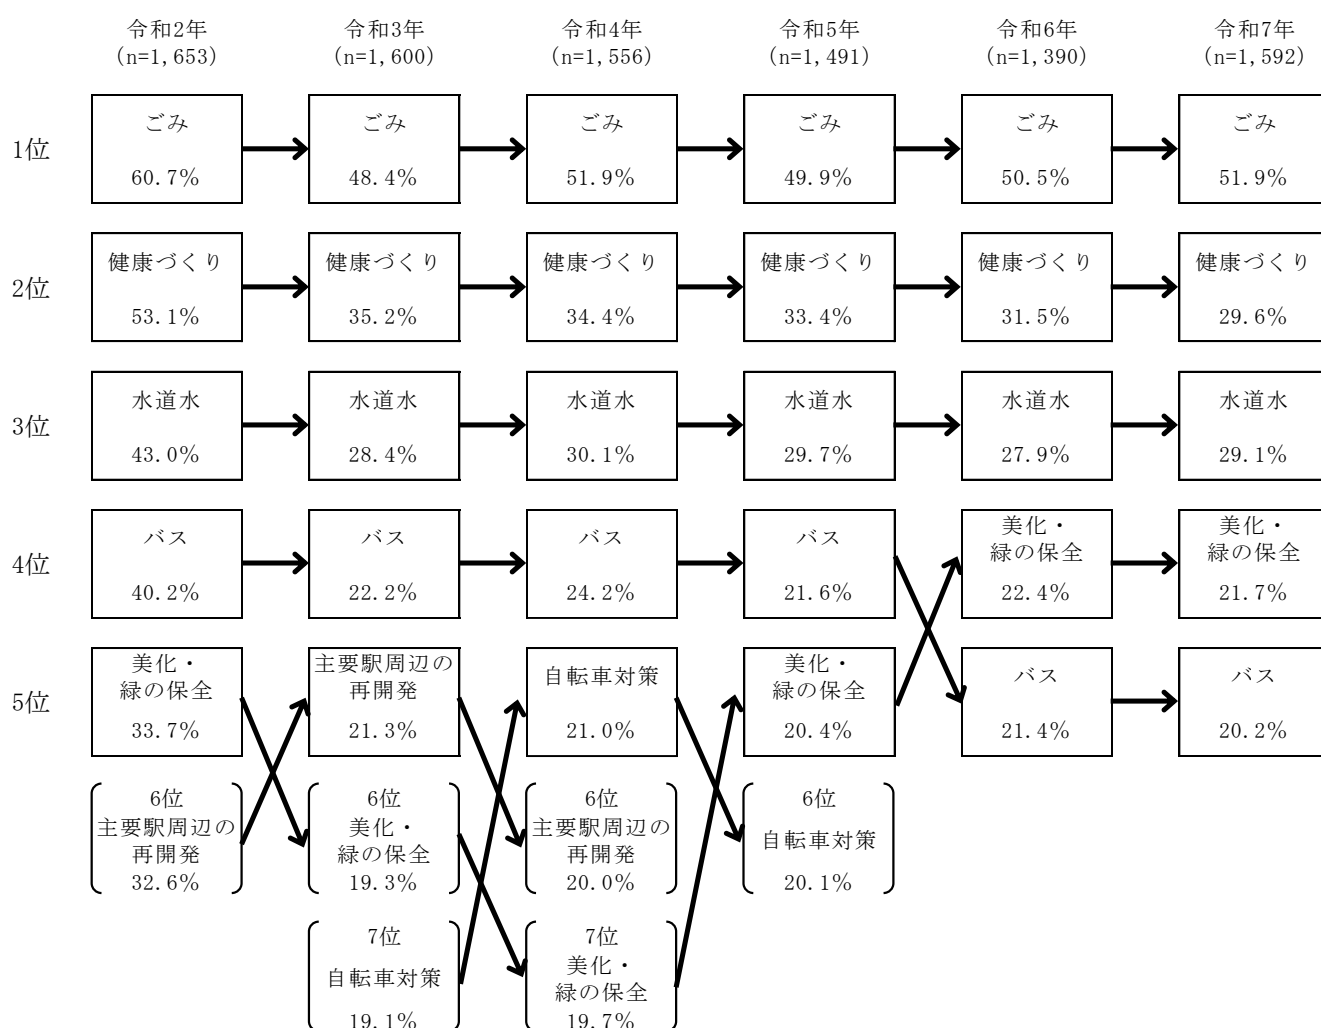 令和2年 令和3年 令和4年 令和5年 令和6年 令和7年
(n=1,653) (n=1,600) (n=1,556) (n=1,491) (n=1,390) (n=1,592)
1位
ごみ ごみ ごみ ごみ ごみ ごみ
60.7% 48.4% 51.9% 49.9% 50.5% 51.9%
2位
健康づくり 健康づくり 健康づくり 健康づくり 健康づくり 健康づくり
53.1% 35.2% 34.4% 33.4% 31.5% 29.6%
3位
水道水 水道水 水道水 水道水 水道水 水道水
43.0% 28.4% 30.1% 29.7% 27.9% 29.1%
4位
バス バス バス バス 美化・ 美化・
緑の保全 緑の保全
40.2% 22.2% 24.2% 21.6% 22.4% 21.7%
5位
美化・ 主要駅周辺の 自転車対策 美化・ バス バス
緑の保全 再開発 緑の保全
33.7% 21.3% 21.0% 20.4% 21.4% 20.2%
6位 6位 6位 6位
主要駅周辺の 美化・ 主要駅周辺の 自転車対策
再開発 緑の保全 再開発
32.6% 19.3% 20.0% 20.1%
7位 7位
自転車対策 美化・
緑の保全
19.1% 19.7%